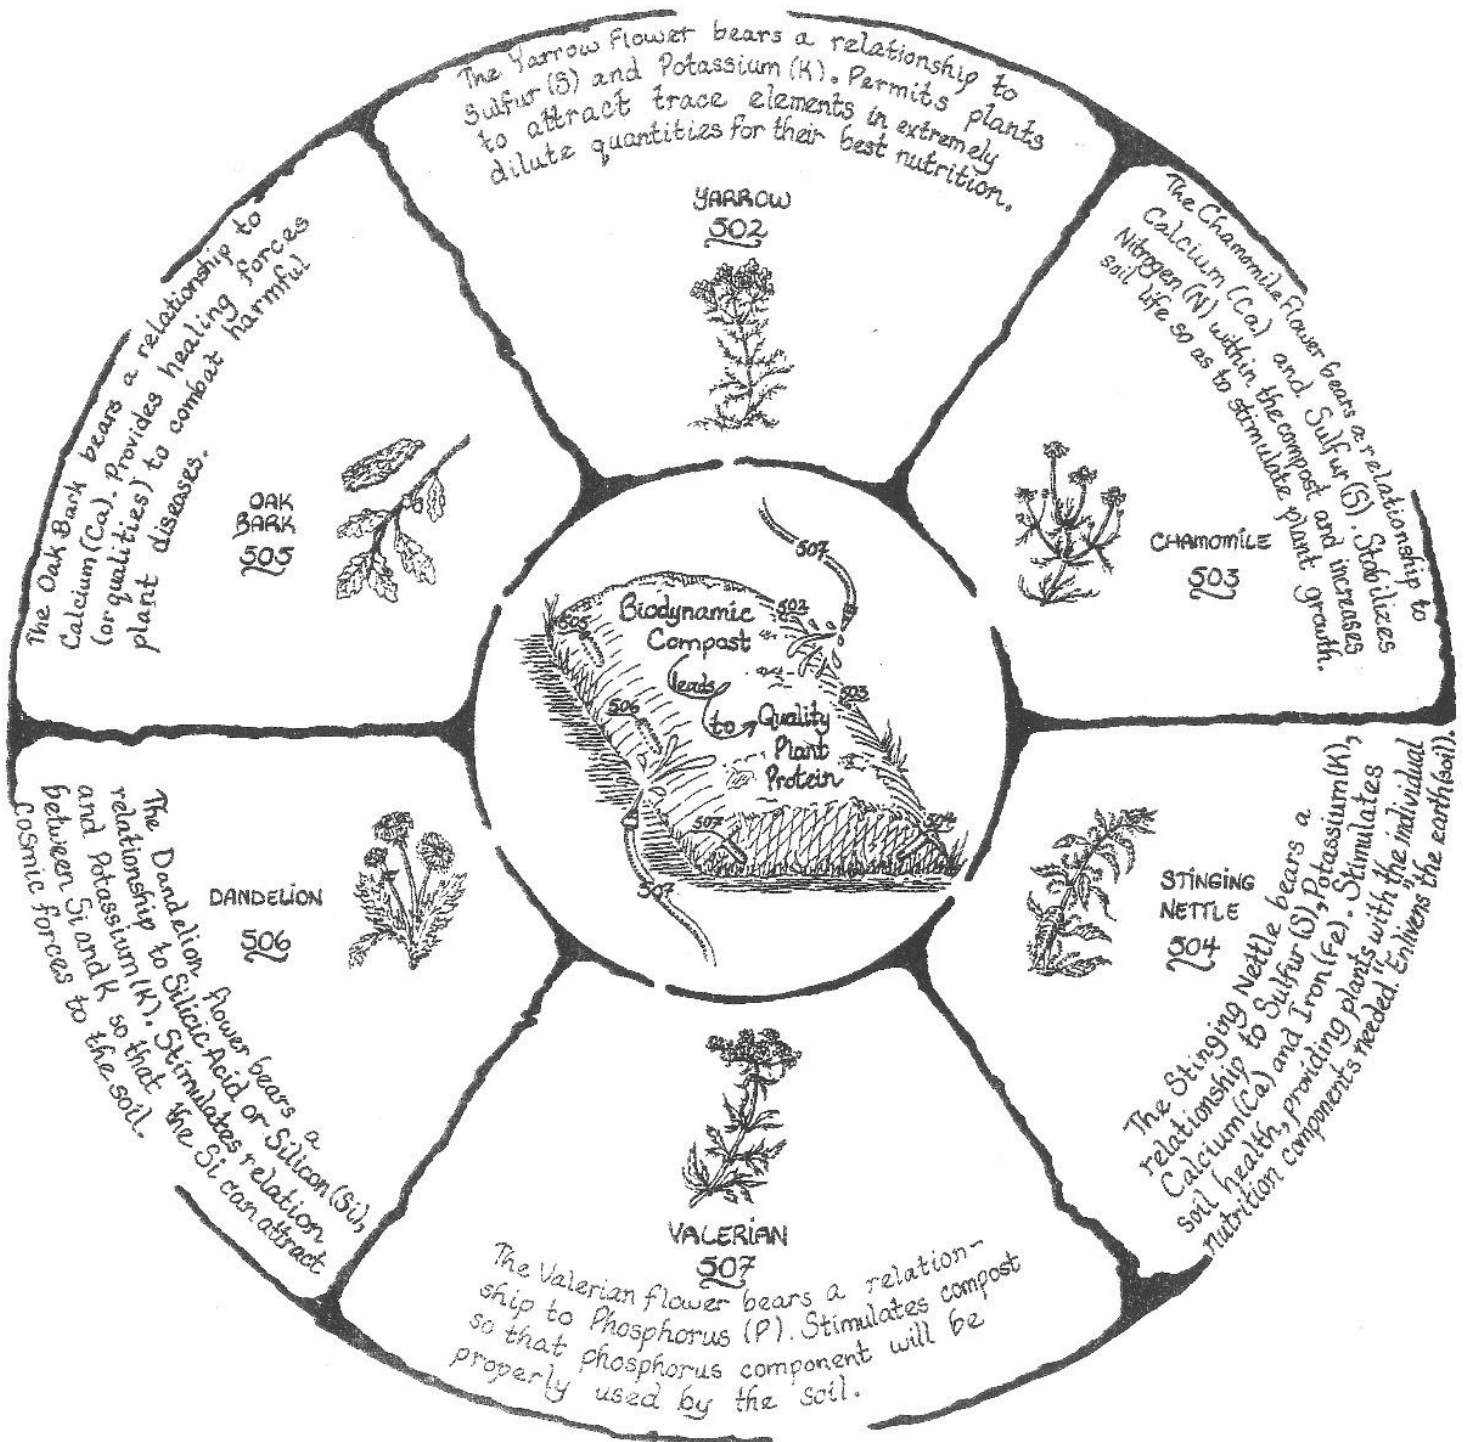 The Yarrow Flower bears a relationship to
Sulfur (S) and Potassium (K). Permits plants
to attract trace elements in extremely
dilute quantities for their best nutrition.
YARROW
502
The Chamomile Flower bears a relationship to
Calcium (Ca) and Sulfur (S). Stabilizes
Nitrogen (N) within the compost and increases
soil life so as to stimulate plant growth.
CHAMOMILE
503
The Stinging Nettle bears a
relationship to Sulfur (S), Potassium (K),
Calcium (Ca) and Iron (Fe). Stimulates
soil health, providing plants with the individual
nutrition components needed. "Enlivens" the earth (soil).
STINGING
NETTLE
504
VALERIAN
507
The Valerian flower bears a relation-
ship to Phosphorus (P). Stimulates compost
so that phosphorus component will be
properly used by the soil.
The Dandelion flower bears a
relationship to Silicic Acid or Silicon (Si),
and Potassium (K). Stimulates relation
between Si and K so that the Si can attract
cosmic forces to the soil.
DANDELION
506
The Oak Bark bears a relationship to
Calcium (Ca). Provides healing forces
(or qualities) to combat harmful
plant diseases.
OAK
BARK
505
507
502
505
Biodynamic
Compost
leads
to
Quality
Plant
Protein
503
506
507
504
507